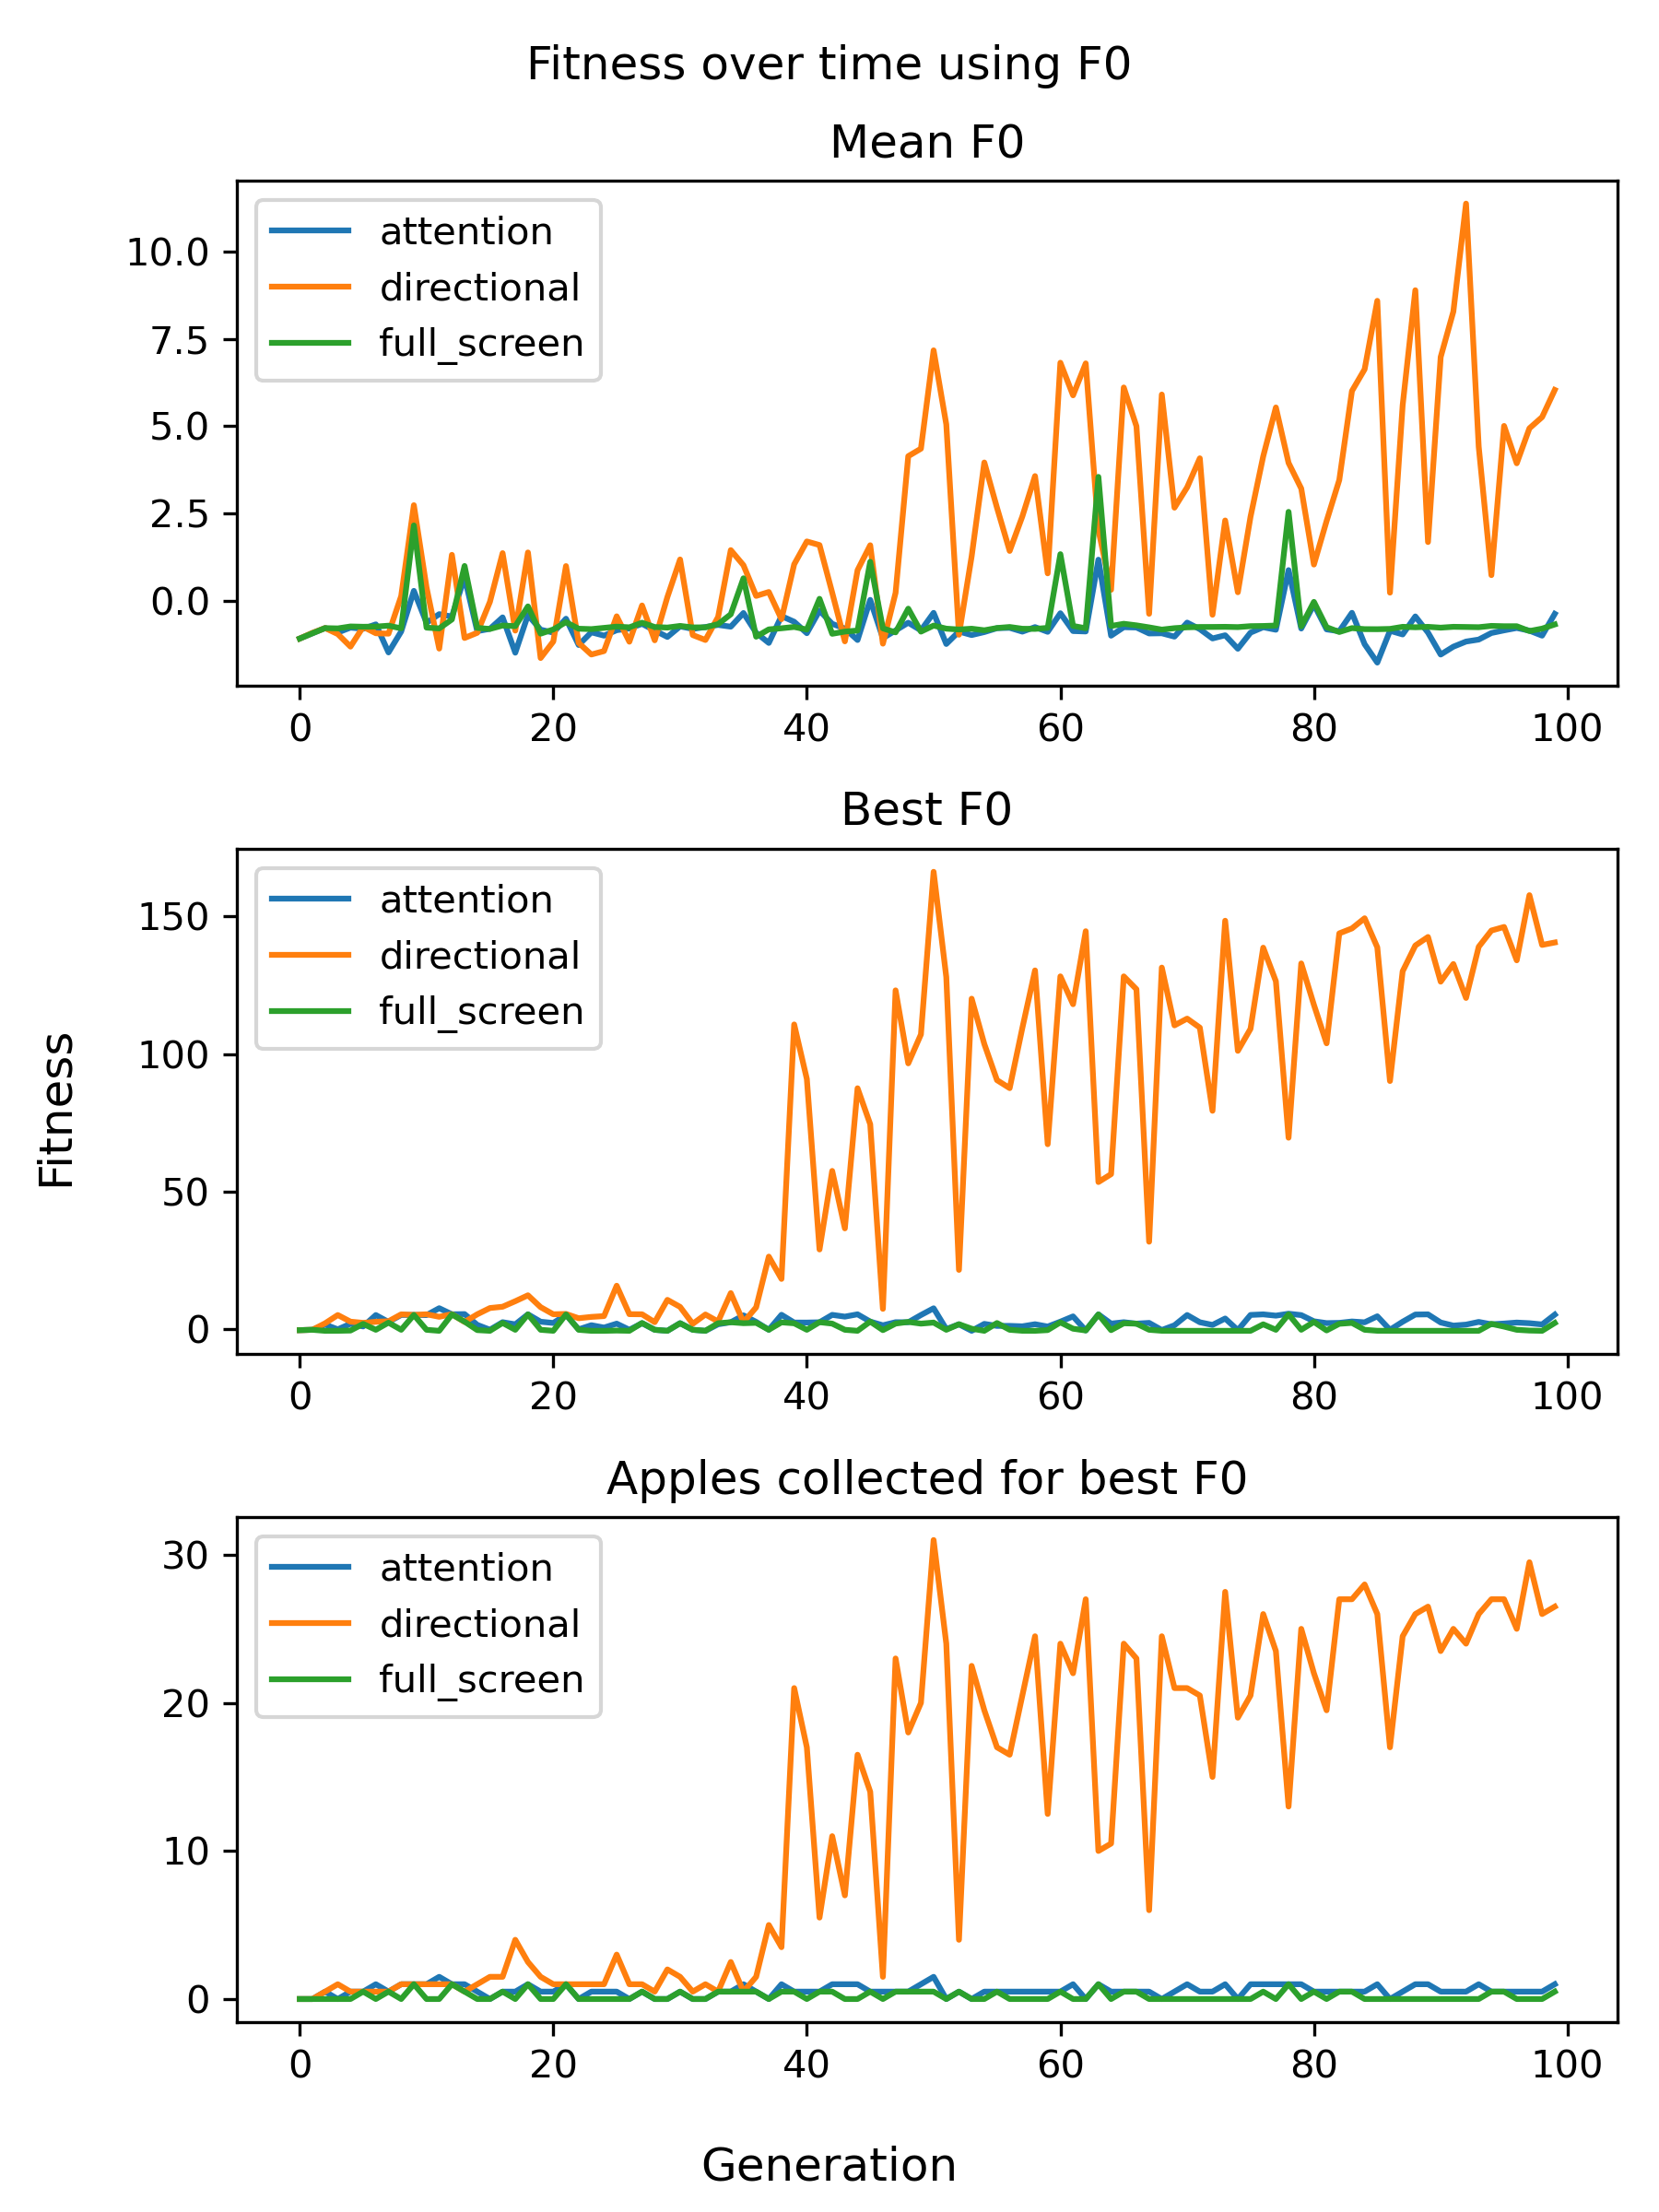 Fitness over time using F0
Mean F0
attention
directional
full_screen
10.0
7.5
5.0
2.5
0.0
0 20 40 60 80 100
Best F0
attention
directional
full_screen
150
100
50
0
0 20 40 60 80 100
Fitness
Apples collected for best F0
attention
directional
full_screen
30
20
10
0
0 20 40 60 80 100
Generation